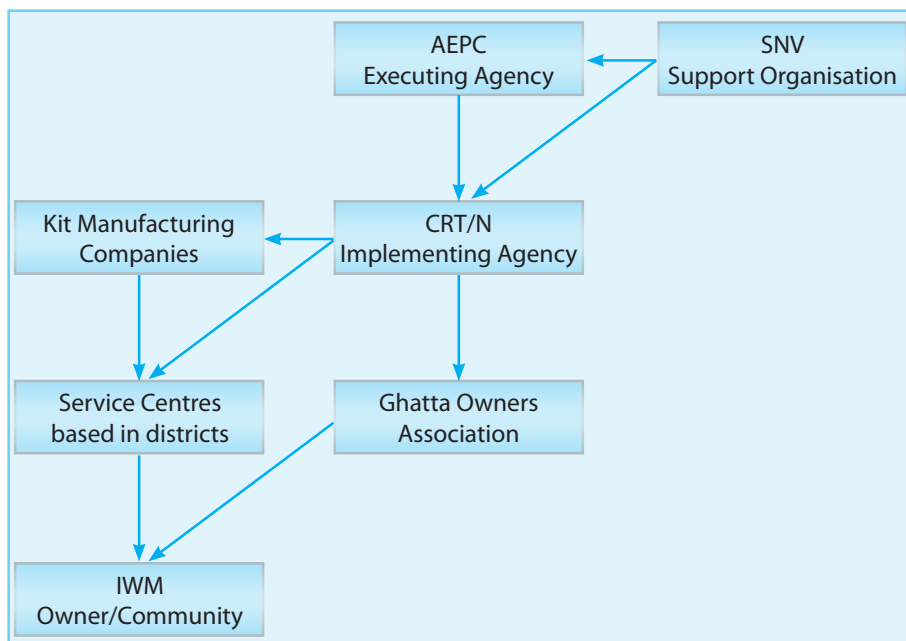 AEPC
Executing Agency
SNV
Support Organisation
Kit Manufacturing
Companies
CRT/N
Implementing Agency
Service Centres
based in districts
Ghatta Owners
Association
IWM
Owner/Community